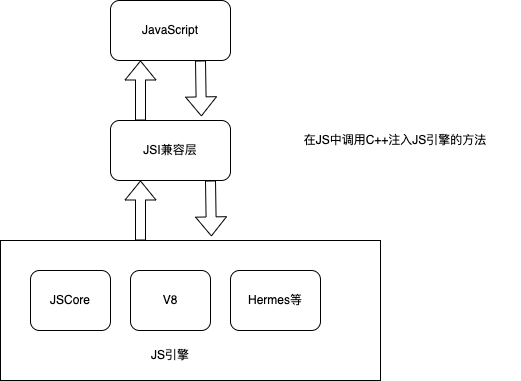 JavaScript
JSI兼容层
在JS中调用C++注入JS引擎的方法
JSCore
V8
Hermes等
JS引擎